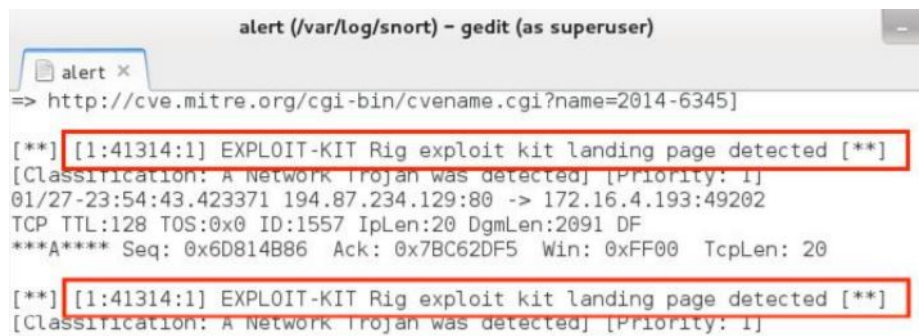 alert (/var/log/snort) – gedit (as superuser)
alert ×
=> http://cve.mitre.org/cgi-bin/cvename.cgi?name=2014-6345]
[**] [1:41314:1] EXPLOIT-KIT Rig exploit kit landing page detected [**]
[Classification: A Network Trojan was detected] [Priority: 1]
01/27-23:54:43.423371 194.87.234.129:80 -> 172.16.4.193:49202
TCP TTL:128 TOS:0x0 ID:1557 IpLen:20 DgmLen:2091 DF
***A**** Seq: 0x6D814B86 Ack: 0x7BC62DF5 Win: 0xFF00 TcpLen: 20
[**] [1:41314:1] EXPLOIT-KIT Rig exploit kit landing page detected [**]
[Classification: A Network Trojan was detected] [Priority: 1]